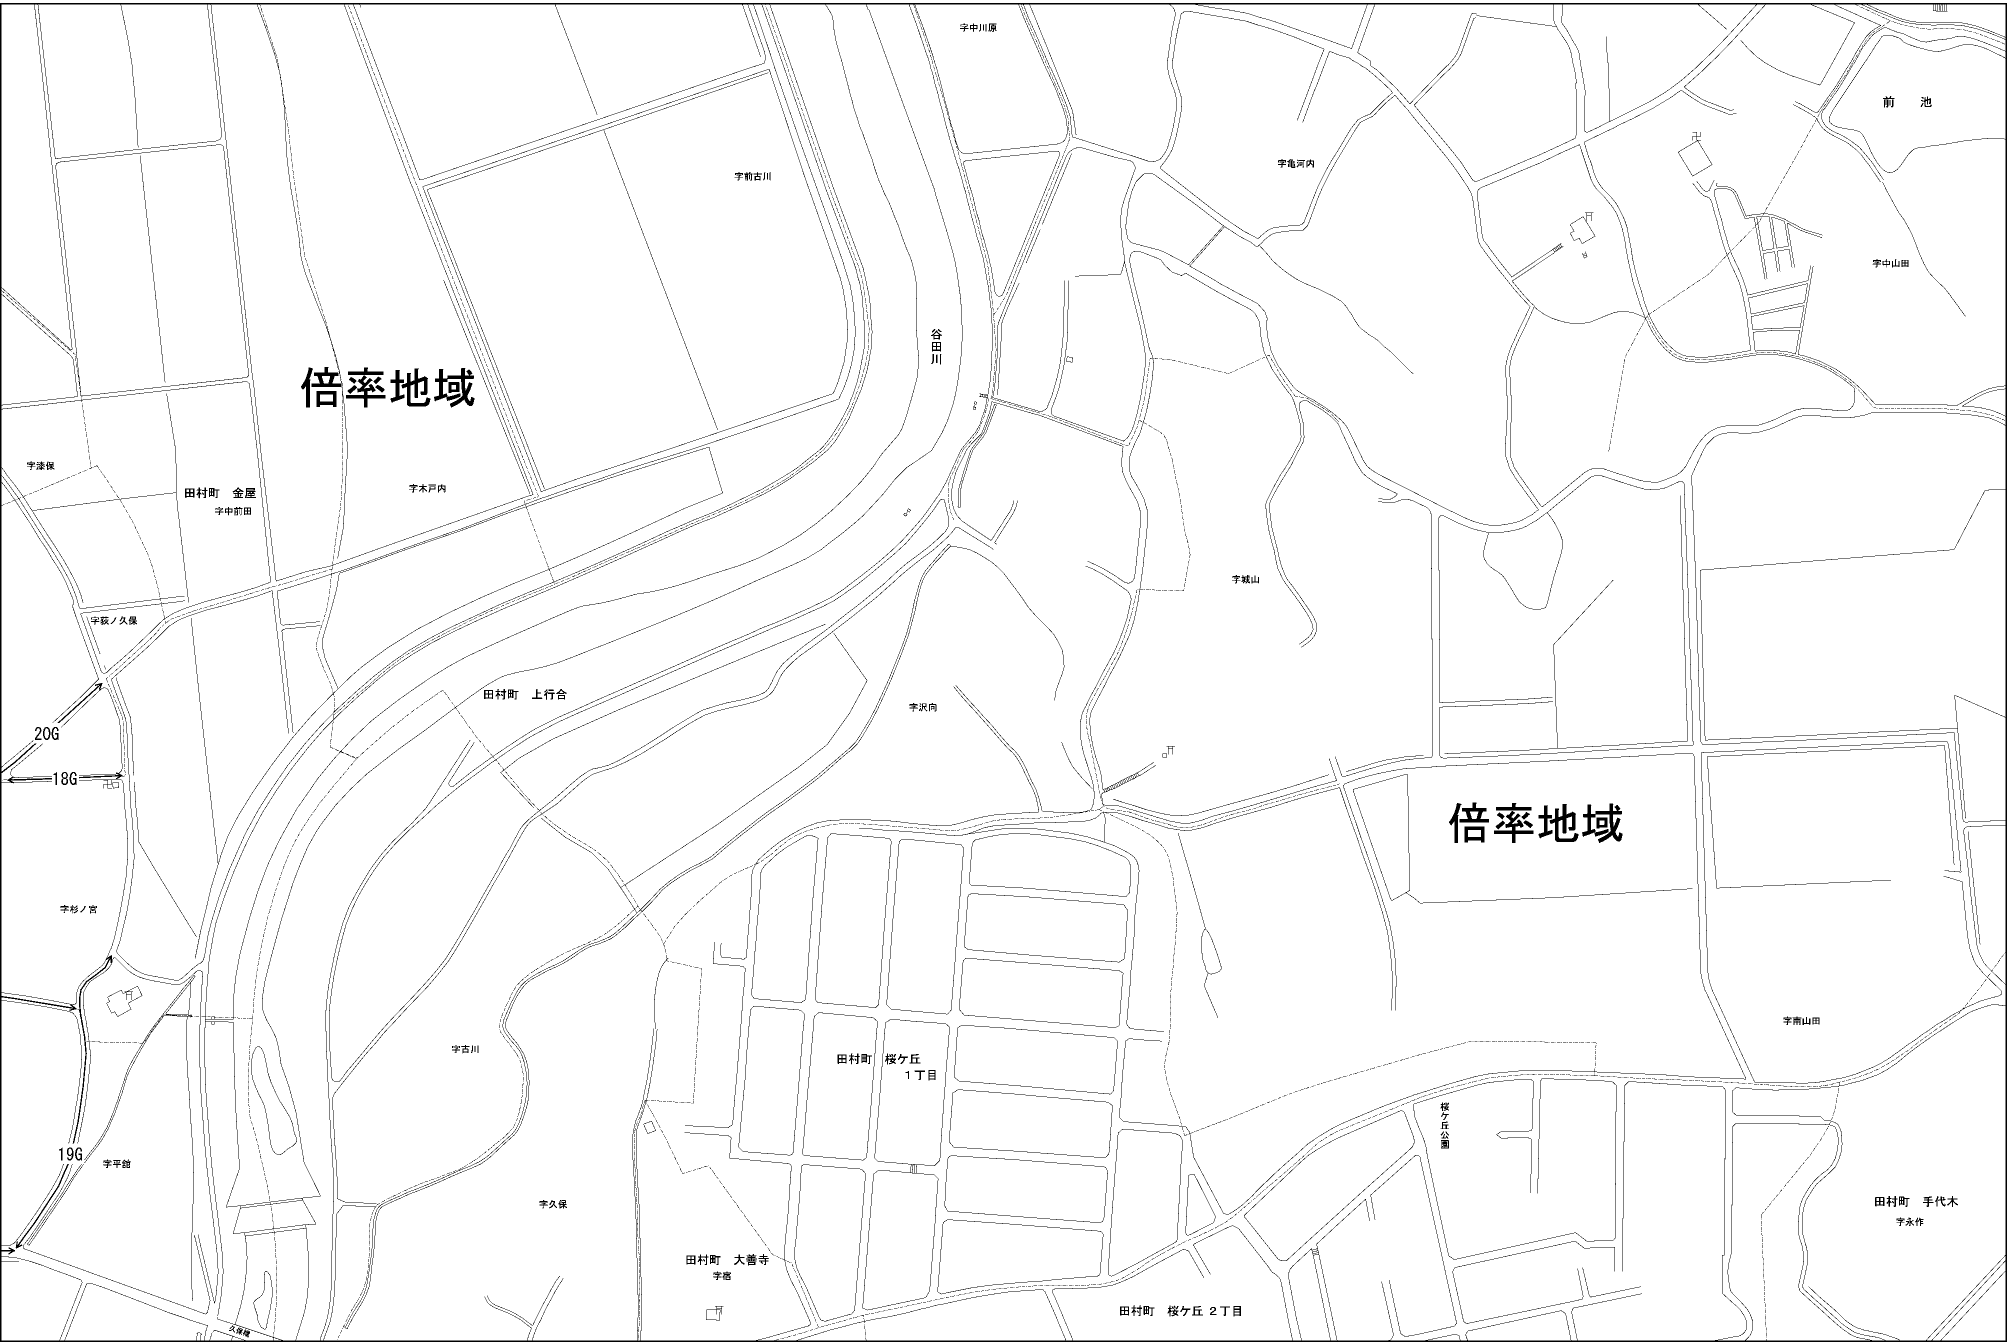 字中川原
前　池
字亀河内
字前古川
字中山田
谷田川
倍率地域
字漆保
田村町　金屋
字中前田
字木戸内
字城山
字荻ノ久保
田村町　上行合
字沢向
20G
18G
倍率地域
字杉ノ宮
字南山田
字古川
田村町　桜ケ丘
１丁目
桜ケ丘公園
19G
字平舘
字久保
田村町　手代木
字永作
田村町　大善寺
字宿
田村町　桜ケ丘 ２丁目
久保橋